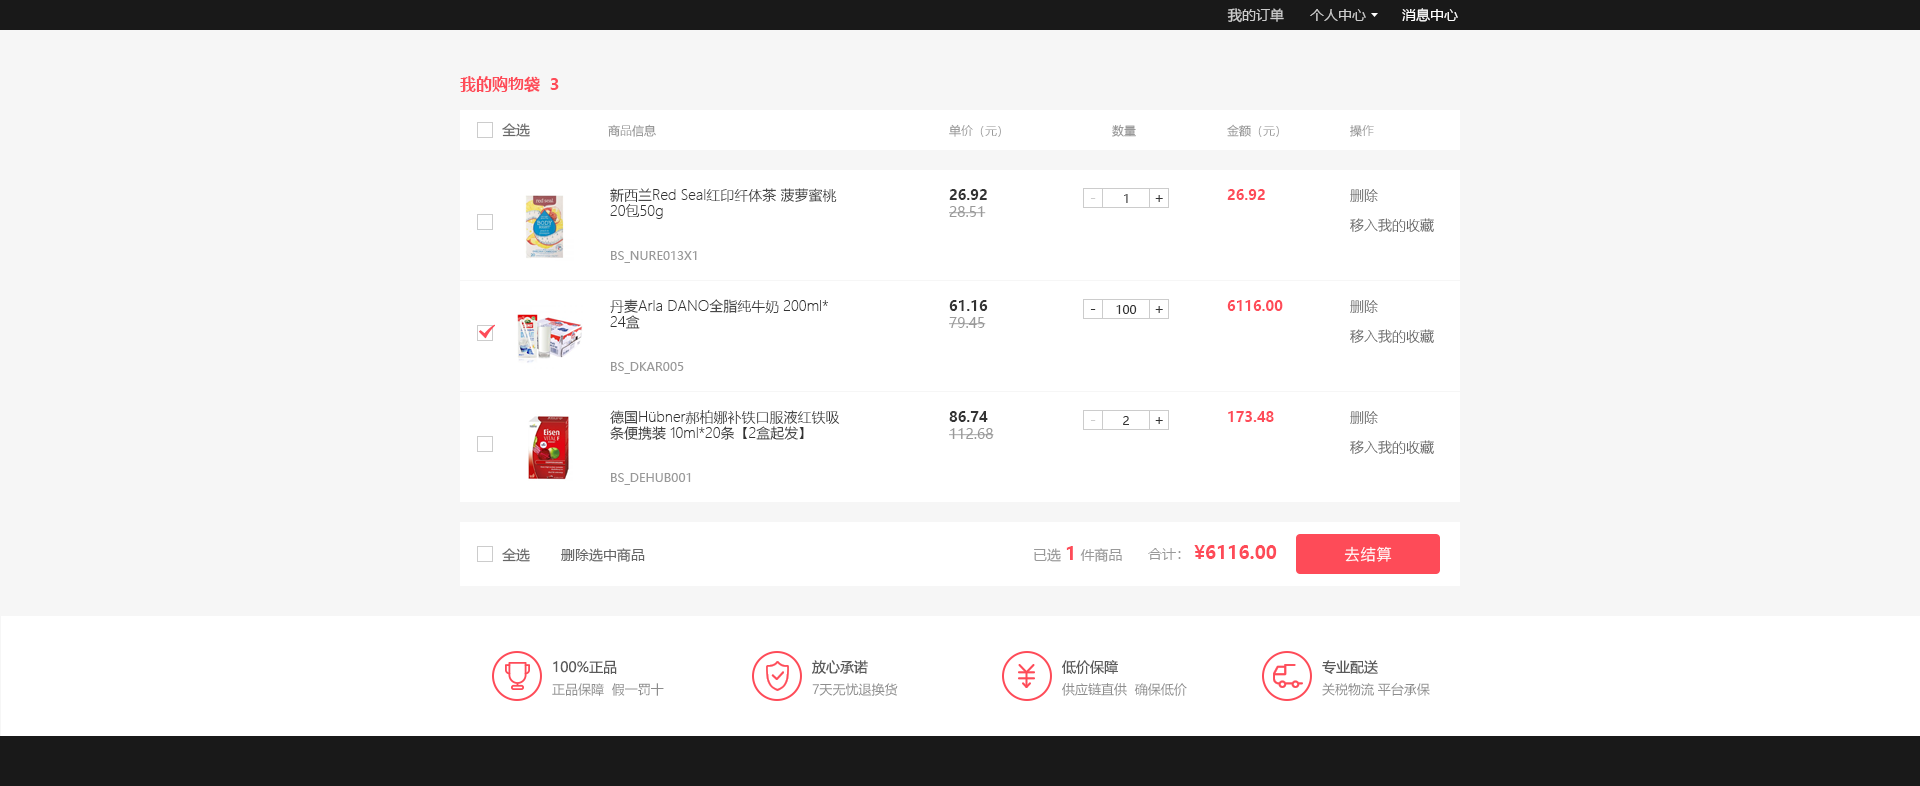 我的订单 个人中心 消息中心
我的购物袋 3
全选 商品信息 单价（元） 数量 金额（元） 操作
新西兰Red Seal红印纤体茶 菠萝蜜桃
20包50g
26.92
28.51
- 1 +
26.92
删除
移入我的收藏
BS_NURE013X1
丹麦Arla DANO全脂纯牛奶 200ml*
24盒
61.16
79.45
- 100 +
6116.00
删除
移入我的收藏
BS_DKAR005
德国Hübner郝柏娜补铁口服液红铁吸
条便携装 10ml*20条【2盒起发】
86.74
112.68
- 2 +
173.48
删除
移入我的收藏
BS_DEHUB001
Eisen
全选 删除选中商品 已选 1 件商品 合计： ¥6116.00 去结算
100%正品
正品保障 假一罚十
放心承诺
7天无忧退换货
低价保障
供应链直供 确保低价
专业配送
关税物流 平台承保